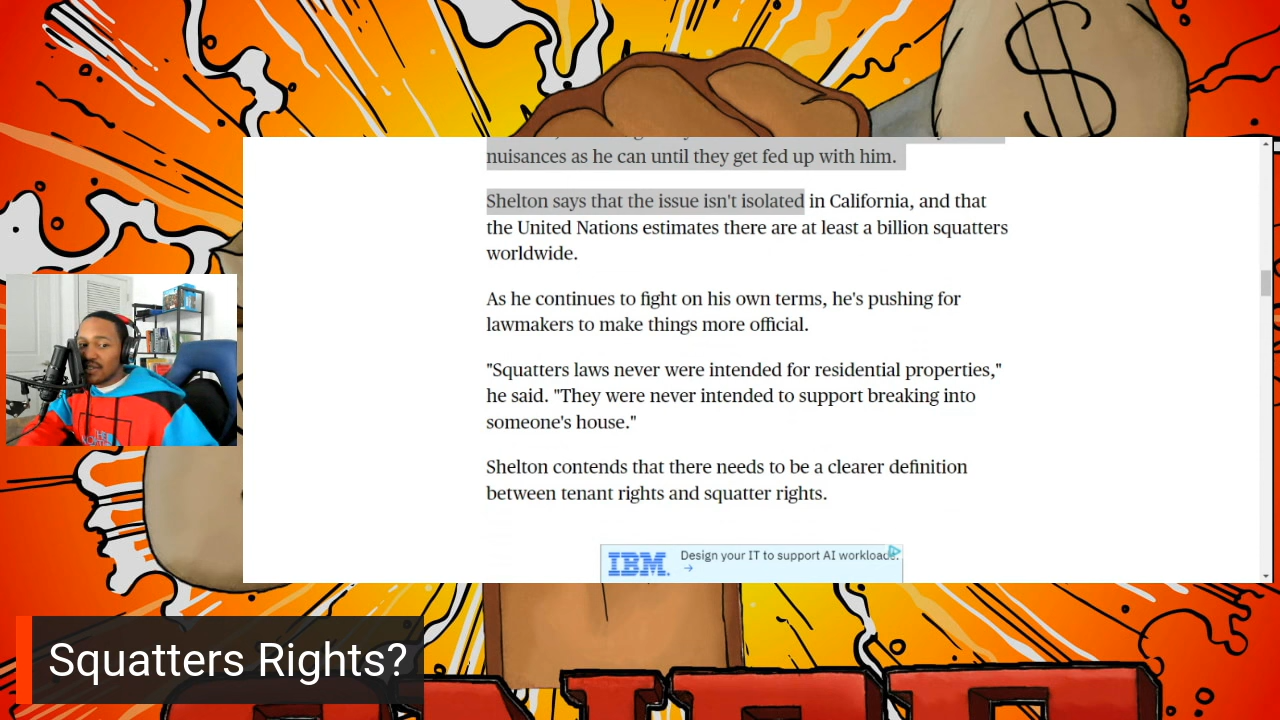 nuisances as he can until they get fed up with him.
Shelton says that the issue isn't isolated in California, and that
the United Nations estimates there are at least a billion squatters
worldwide.
As he continues to fight on his own terms, he's pushing for
lawmakers to make things more official.
"Squatters laws never were intended for residential properties,"
he said. "They were never intended to support breaking into
someone's house."
Shelton contends that there needs to be a clearer definition
between tenant rights and squatter rights.
IBM.
Design your IT to support AI workloads.
→
Squatters Rights?
$